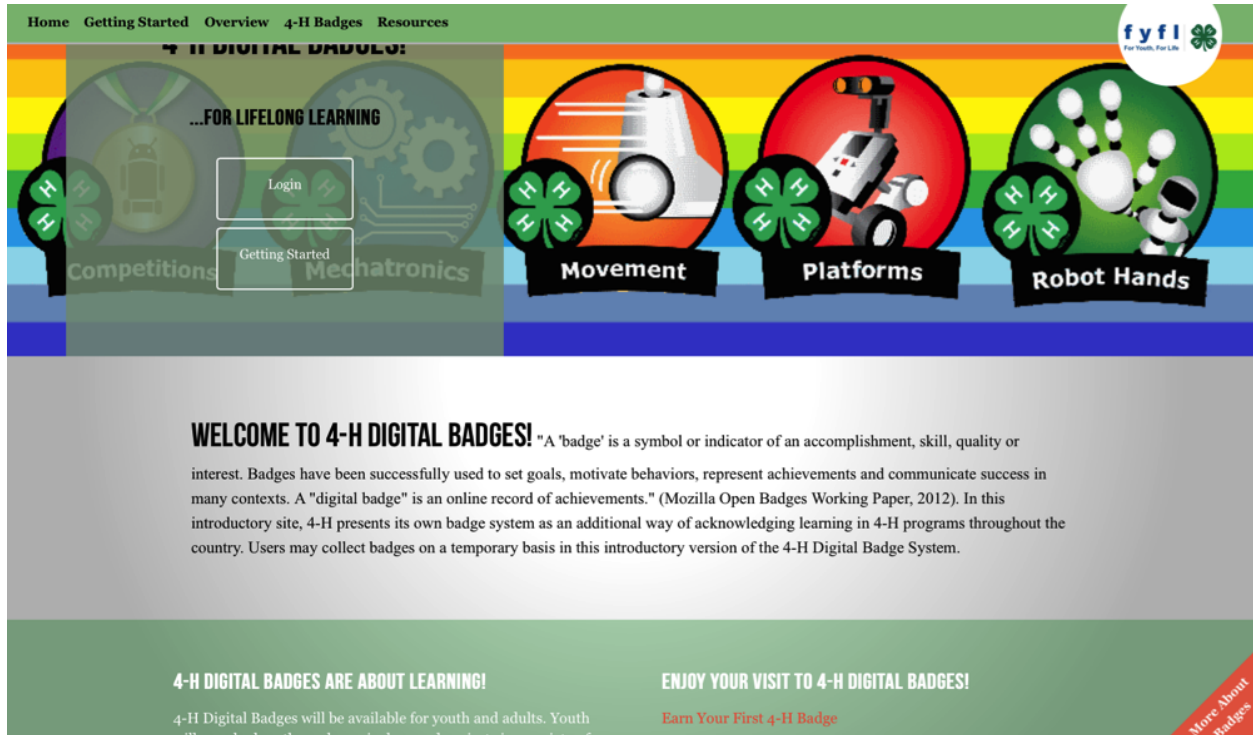 Home Getting Started Overview 4-H Badges Resources
fyfl
For Youth, For Life
4-H DIGITAL BADGES!
...FOR LIFELONG LEARNING
Login
Getting Started
H H H H
Competitions
H H
Mechatronics
H H H H
Movement
H H H H
Platforms
H H H H
Robot Hands
WELCOME TO 4-H DIGITAL BADGES! "A 'badge' is a symbol or indicator of an accomplishment, skill, quality or
interest. Badges have been successfully used to set goals, motivate behaviors, represent achievements and communicate success in
many contexts. A "digital badge" is an online record of achievements." (Mozilla Open Badges Working Paper, 2012). In this
introductory site, 4-H presents its own badge system as an additional way of acknowledging learning in 4-H programs throughout the
country. Users may collect badges on a temporary basis in this introductory version of the 4-H Digital Badge System.
4-H DIGITAL BADGES ARE ABOUT LEARNING!
4-H Digital Badges will be available for youth and adults. Youth
ENJOY YOUR VISIT TO 4-H DIGITAL BADGES!
Earn Your First 4-H Badge
More About
Badges